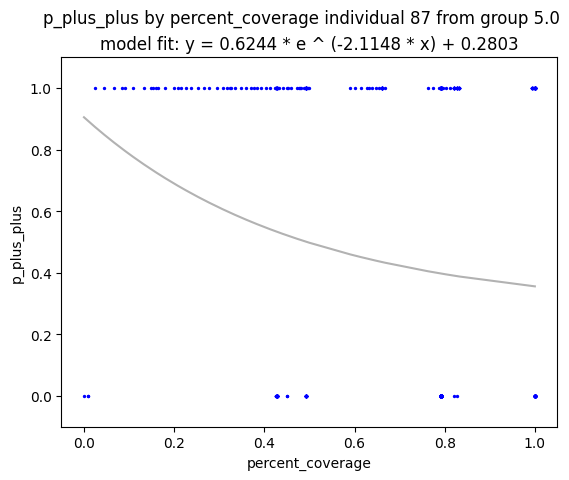 p_plus_plus by percent_coverage individual 87 from group 5.0
model fit: y = 0.6244 * e ^ (-2.1148 * x) + 0.2803
1.0
0.8
0.6
0.4
0.2
0.0
p_plus_plus
0.0 0.2 0.4 0.6 0.8 1.0
percent_coverage